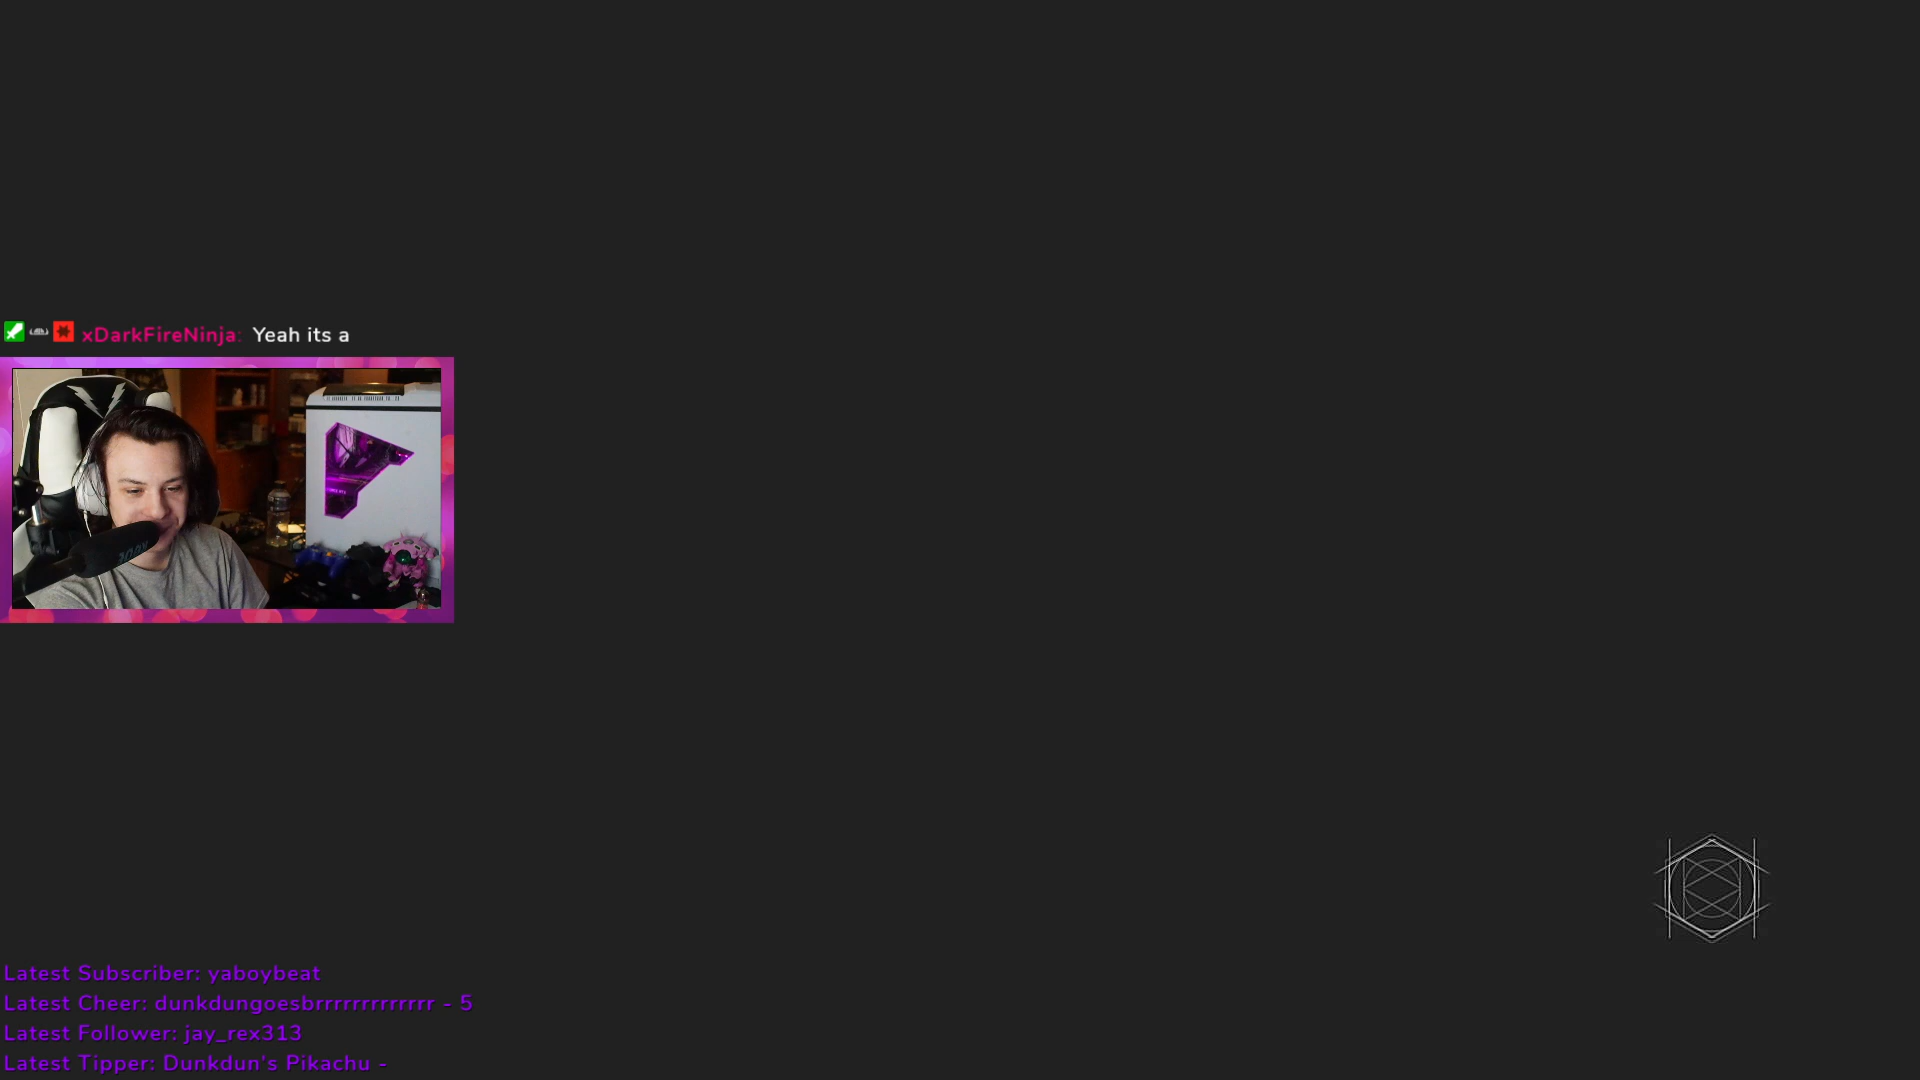 xDarkFireNinja: Yeah its a
Latest Subscriber: yaboybeat
Latest Cheer: dunkdungoesbrrrrrrrrrrrrr - 5
Latest Follower: jay_rex313
Latest Tipper: Dunkdun's Pikachu -